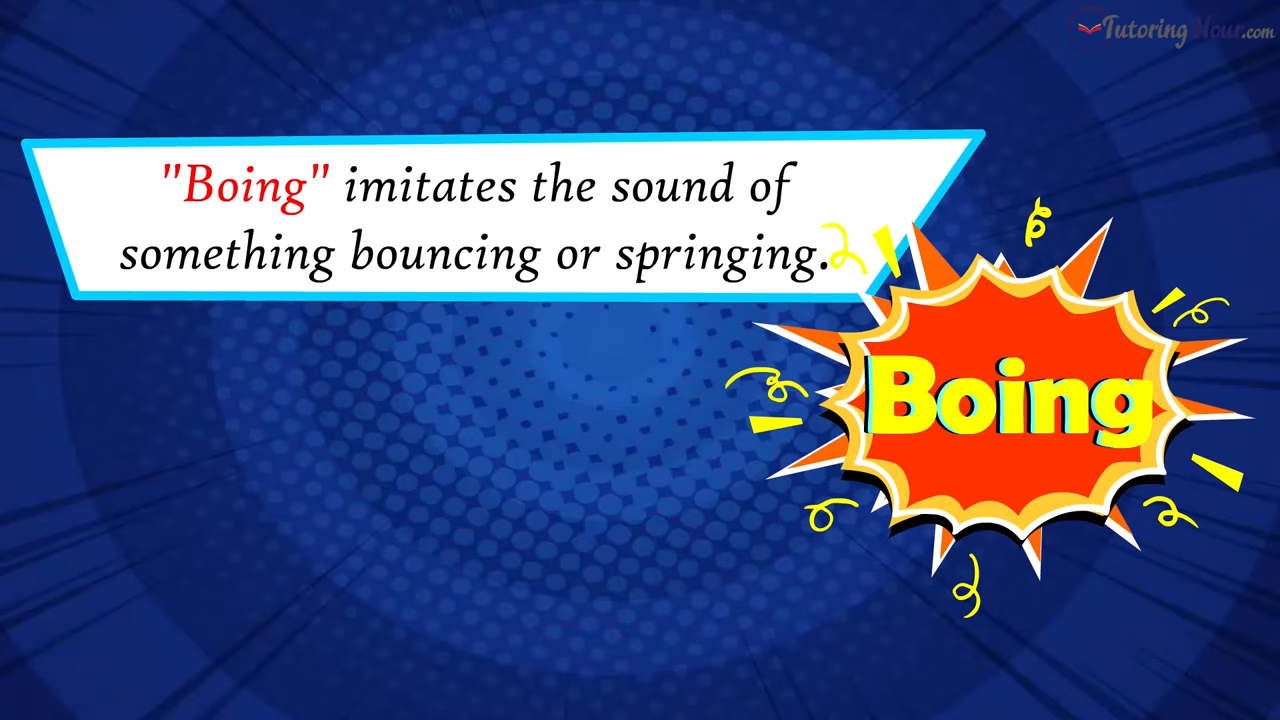 TutoringHour.com
"Boing" imitates the sound of
something bouncing or springing.
Boing